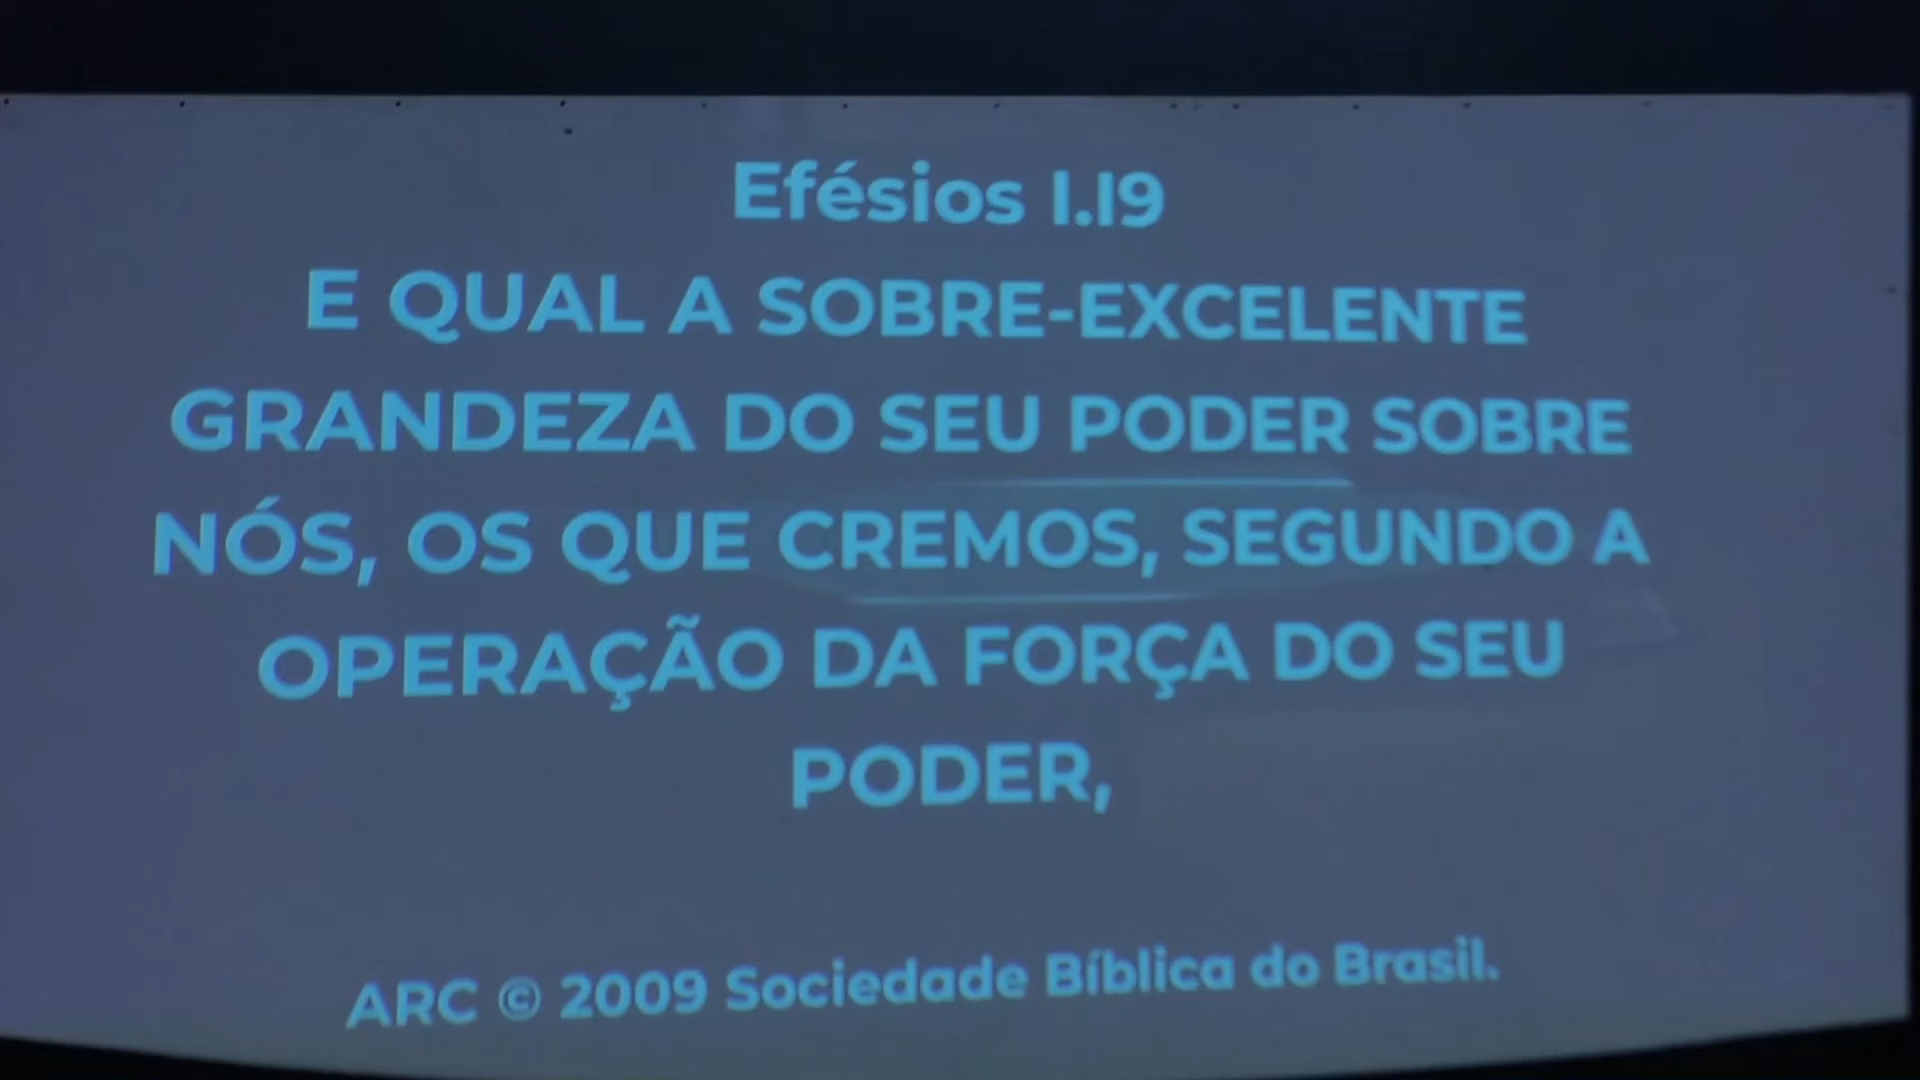 Efésios 1.19
E QUAL A SOBRE-EXCELENTE
GRANDEZA DO SEU PODER SOBRE
NÓS, OS QUE CREMOS, SEGUNDO A
OPERAÇÃO DA FORÇA DO SEU
PODER,
ARC © 2009 Sociedade Bíblica do Brasil.